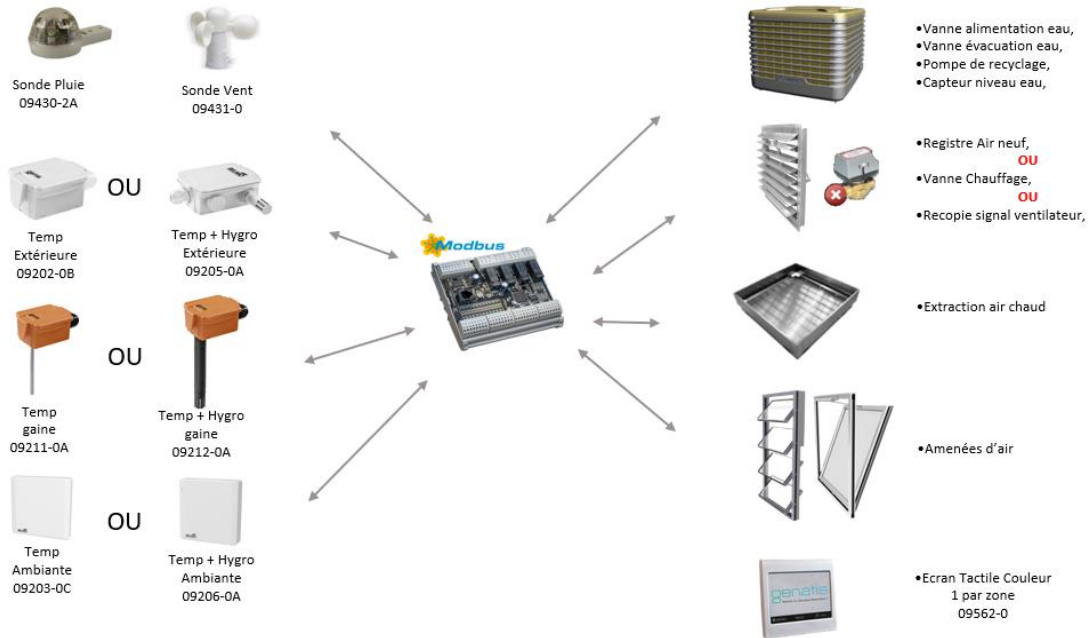 Sonde Pluie
09430-2A
Sonde Vent
09431-0
OU
Temp
Extérieure
09202-0B
Temp + Hygro
Extérieure
09205-0A
OU
Temp
gaine
09211-0A
Temp + Hygro
gaine
09212-0A
OU
Temp
Ambiante
09203-0C
Temp + Hygro
Ambiante
09206-0A
Modbus
•Vanne alimentation eau,
•Vanne évacuation eau,
•Pompe de recyclage,
•Capteur niveau eau,
•Registre Air neuf,
OU
•Vanne Chauffage,
OU
•Recopie signal ventilateur,
•Extraction air chaud
•Amenées d'air
genatis
•Ecran Tactile Couleur
1 par zone
09562-0